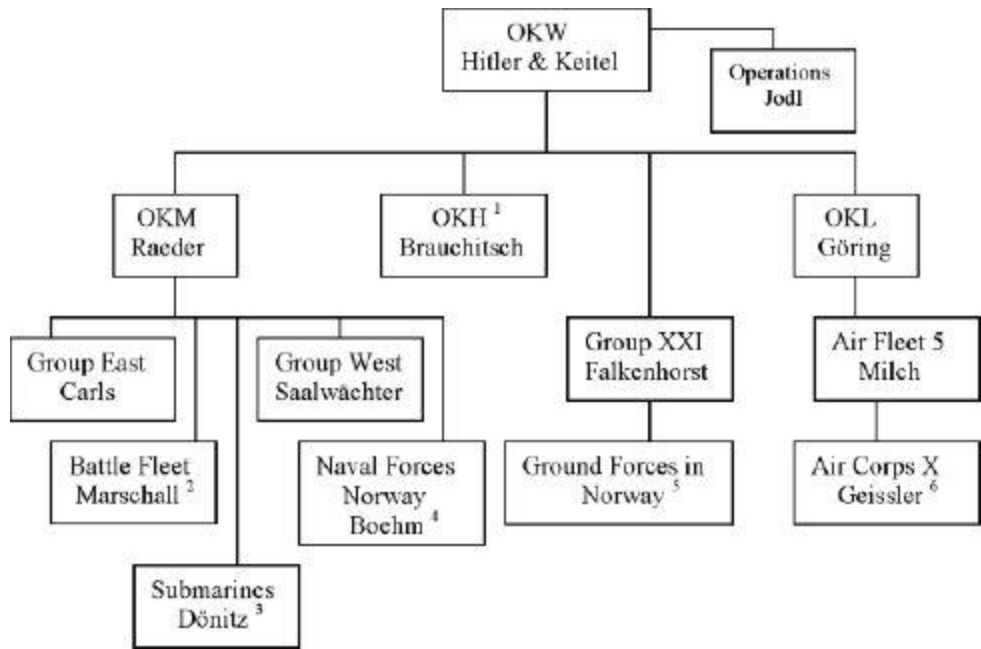 OKW
Hitler & Keitel
Operations
Jodl
OKM
Raeder
OKH 1
Brauchitsch
OKL
Göring
Group East
Carls
Group West
Saalwächter
Group XXI
Falkenhorst
Air Fleet 5
Milch
Battle Fleet
Marschall 2
Naval Forces
Norway
Boehm 4
Ground Forces in
Norway 5
Air Corps X
Geissler 6
Submarines
Dönitz 3